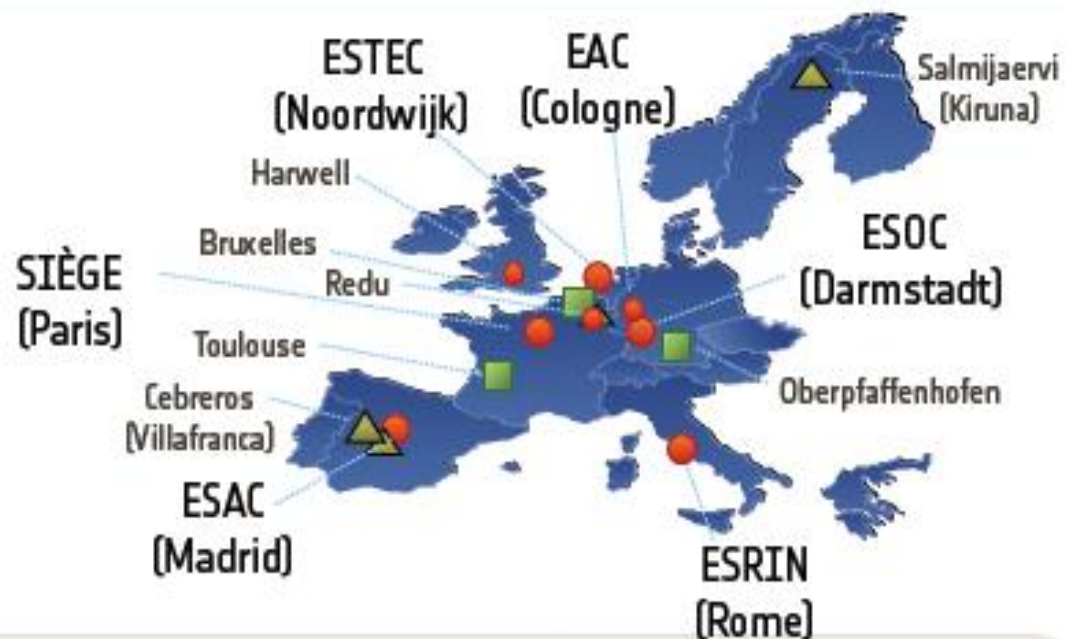 ESTEC
(Noordwijk)
EAC
(Cologne)
Salmijaervi
(Kiruna)
Harwell
Bruxelles
Redu
SIÈGE
(Paris)
ESOC
(Darmstadt)
Toulouse
Oberpfaffenhofen
Cebreros
(Villafranca)
ESAC
(Madrid)
ESRIN
(Rome)